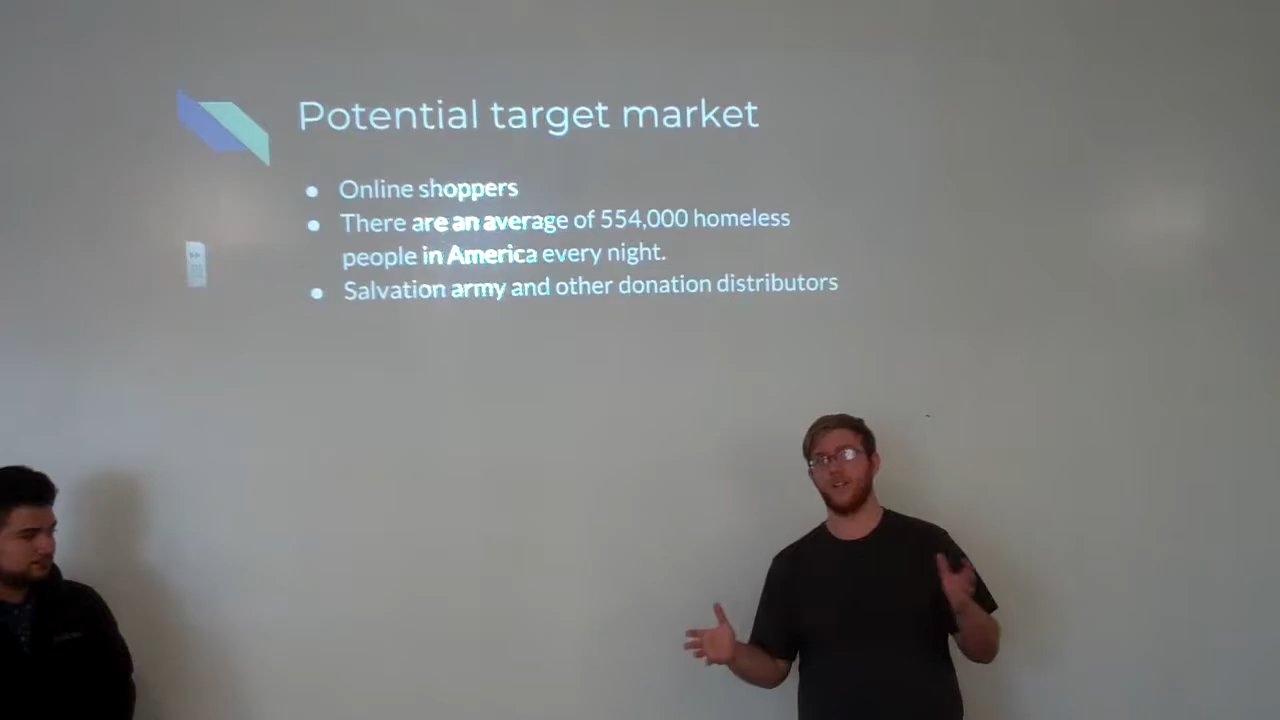 Potential target market
● Online shoppers
● There are an average of 554,000 homeless
people in America every night.
● Salvation army and other donation distributors